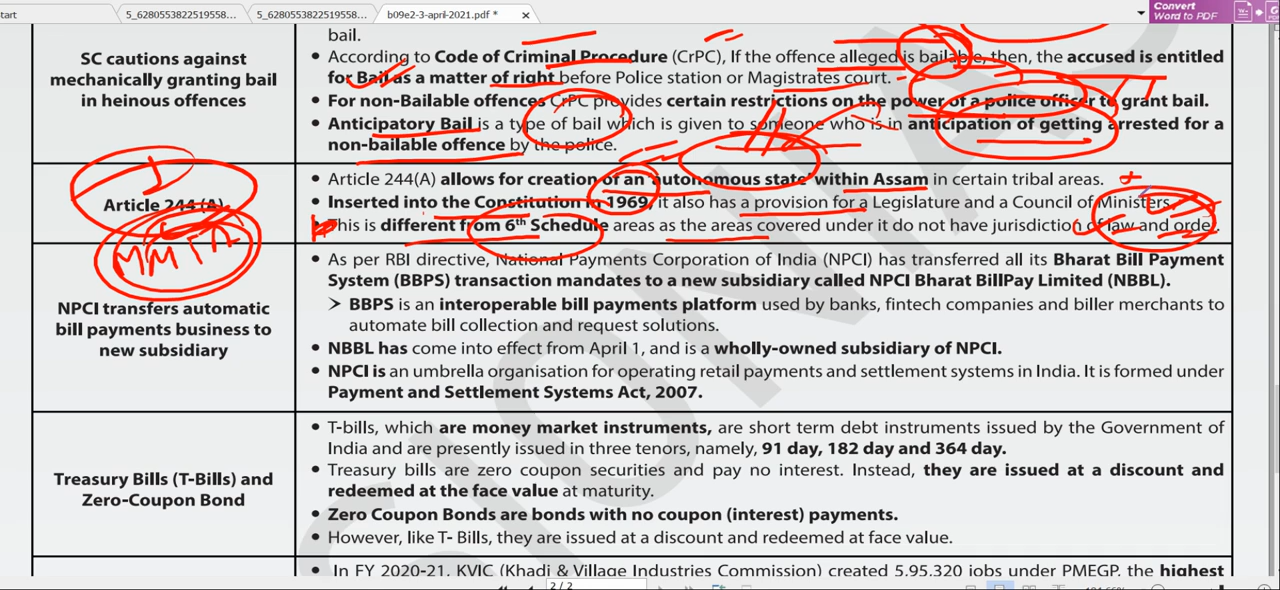 tart
5_6280553822519558...
5_6280553822519558...
b09e2-3-april-2021.pdf *
×
Convert
Word to PDF
bail.
SC cautions against
mechanically granting bail
in heinous offences
• According to Code of Criminal Procedure (CrPC), If the offence alleged is bailable, then, the accused is entitled
for Bail as a matter of right before Police station or Magistrates court.
• For non-Bailable offences CrPC provides certain restrictions on the power of a police officer to grant bail.
• Anticipatory Bail is a type of bail which is given to someone who is in anticipation of getting arrested for a
non-bailable offence by the police.
Article 244 (A)
MMTA
• Article 244(A) allows for creation of an 'autonomous state' within Assam in certain tribal areas.
• Inserted into the Constitution in 1969, it also has a provision for a Legislature and a Council of Ministers.
• This is different from 6th Schedule areas as the areas covered under it do not have jurisdiction of law and order.
NPCI transfers automatic
bill payments business to
new subsidiary
• As per RBI directive, National Payments Corporation of India (NPCI) has transferred all its Bharat Bill Payment
System (BBPS) transaction mandates to a new subsidiary called NPCI Bharat BillPay Limited (NBBL).
➢ BBPS is an interoperable bill payments platform used by banks, fintech companies and biller merchants to
automate bill collection and request solutions.
• NBBL has come into effect from April 1, and is a wholly-owned subsidiary of NPCI.
• NPCI is an umbrella organisation for operating retail payments and settlement systems in India. It is formed under
Payment and Settlement Systems Act, 2007.
Treasury Bills (T-Bills) and
Zero-Coupon Bond
• T-bills, which are money market instruments, are short term debt instruments issued by the Government of
India and are presently issued in three tenors, namely, 91 day, 182 day and 364 day.
• Treasury bills are zero coupon securities and pay no interest. Instead, they are issued at a discount and
redeemed at the face value at maturity.
• Zero Coupon Bonds are bonds with no coupon (interest) payments.
• However, like T- Bills, they are issued at a discount and redeemed at face value.
• In FY 2020-21, KVIC (Khadi & Village Industries Commission) created 5,95,320 jobs under PMEGP, the highest
2 / 2